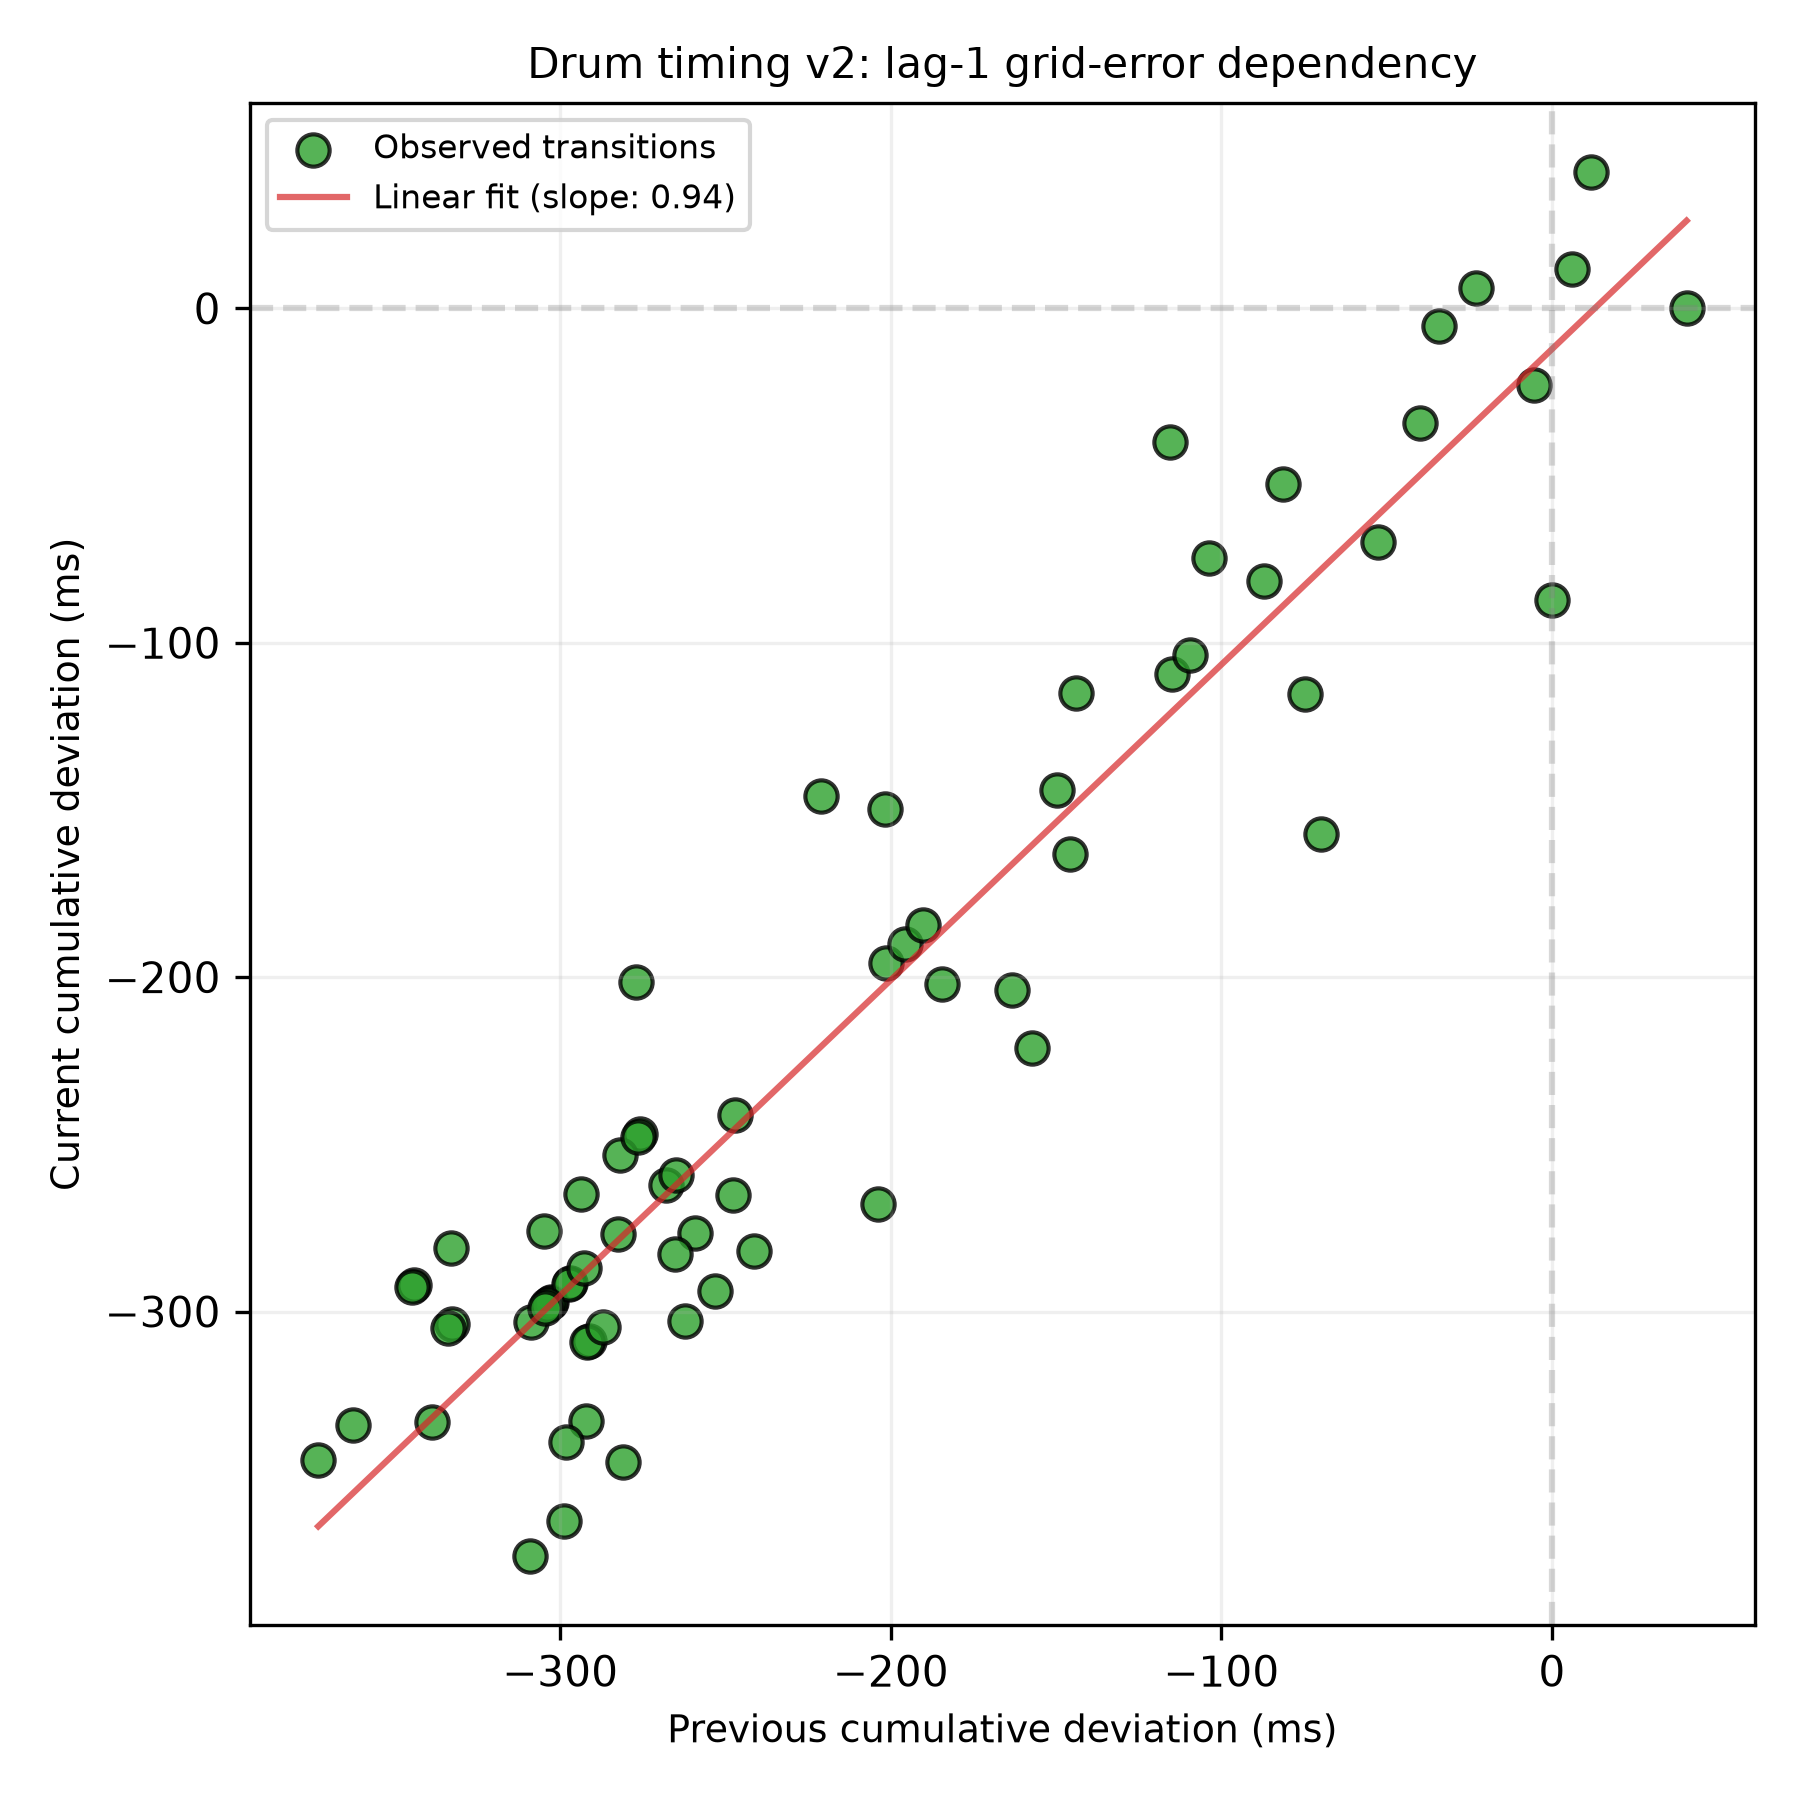 Drum timing v2: lag-1 grid-error dependency
Observed transitions
Linear fit (slope: 0.94)
Current cumulative deviation (ms)
0
−100
−200
−300
−300
−200
−100
0
Previous cumulative deviation (ms)